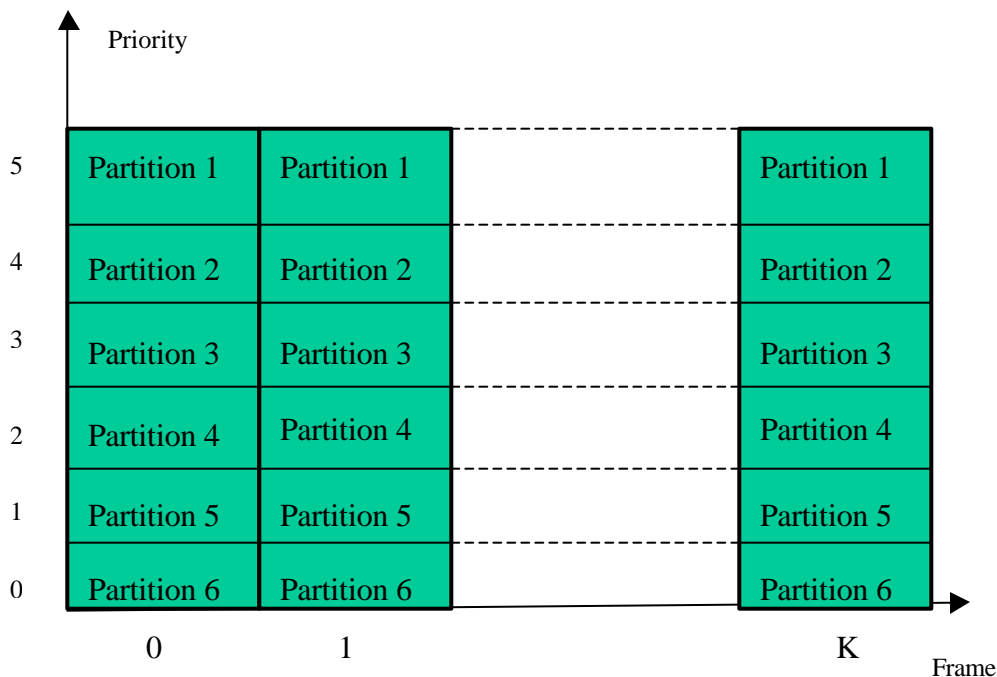 Priority
5 Partition 1 Partition 1 Partition 1
4 Partition 2 Partition 2 Partition 2
3 Partition 3 Partition 3 Partition 3
2 Partition 4 Partition 4 Partition 4
1 Partition 5 Partition 5 Partition 5
0 Partition 6 Partition 6 Partition 6
0 1 K
Frame